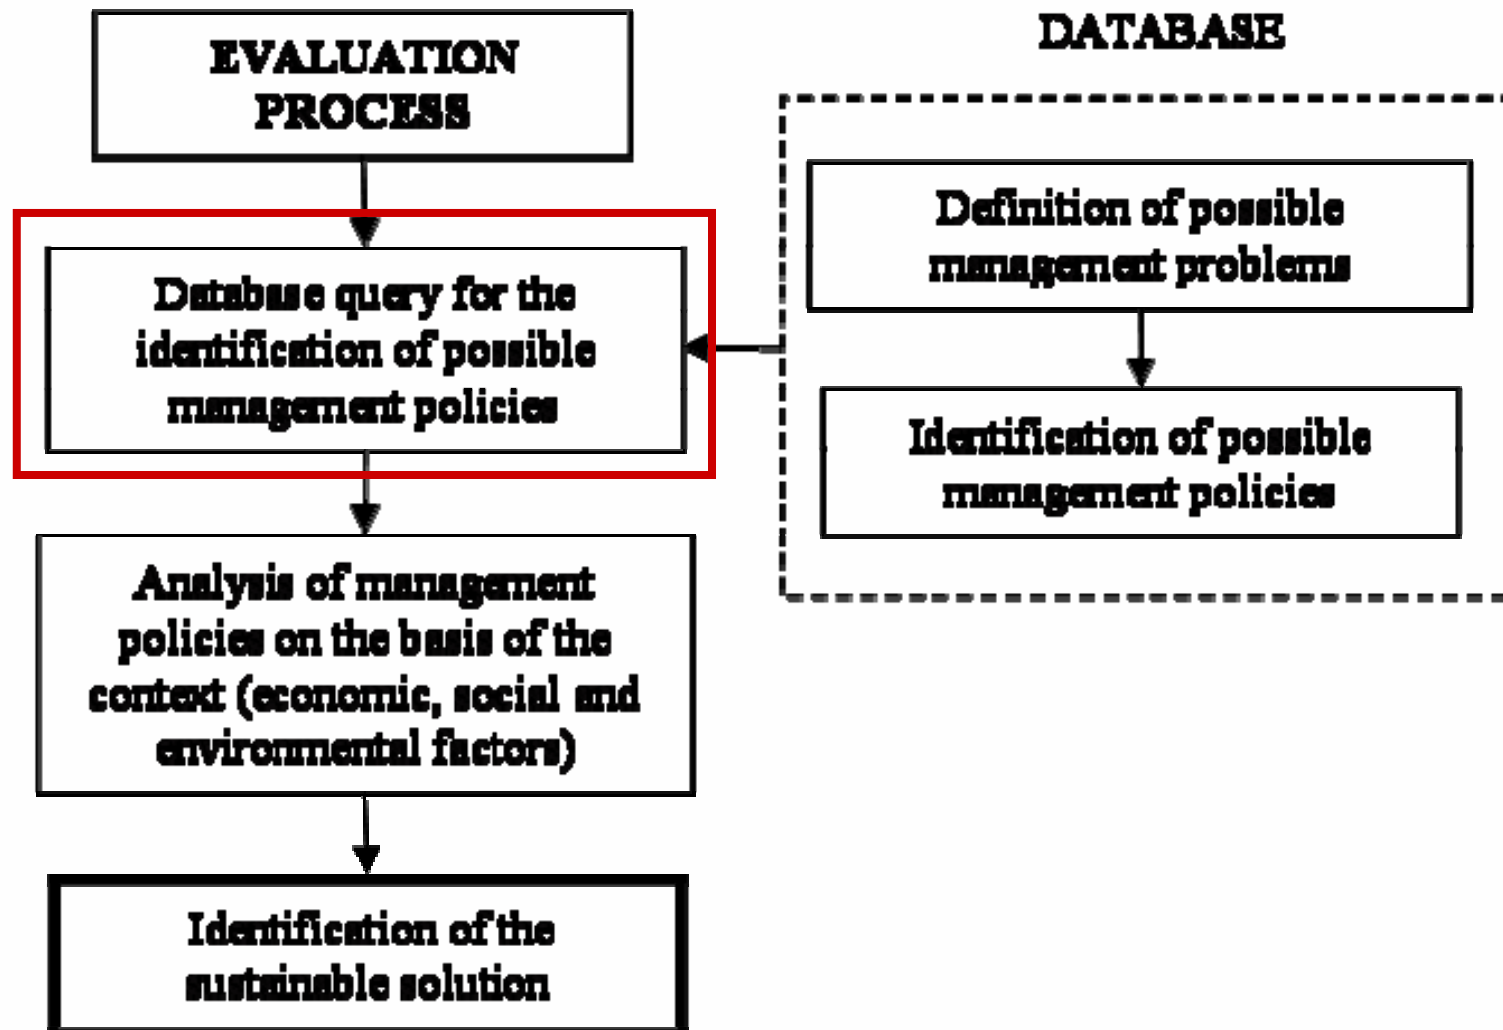 EVALUATION
PROCESS
Database query for the
identification of possible
management policies
Analysis of management
policies on the basis of the
context (economic, social and
environmental factors)
Identification of the
sustainable solution
DATABASE
Definition of possible
management problems
Identification of possible
management policies